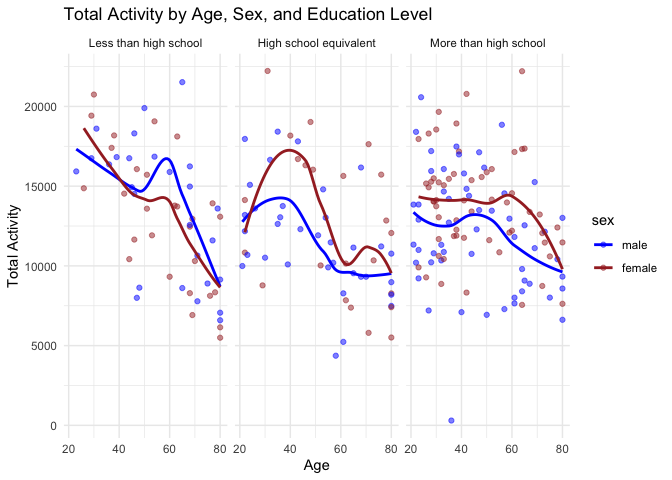 Total Activity by Age, Sex, and Education Level
Less than high school
High school equivalent
More than high school
20000
15000
10000
5000
0
Total Activity
20 40 60 80
20 40 60 80
20 40 60 80
Age
sex
male
female